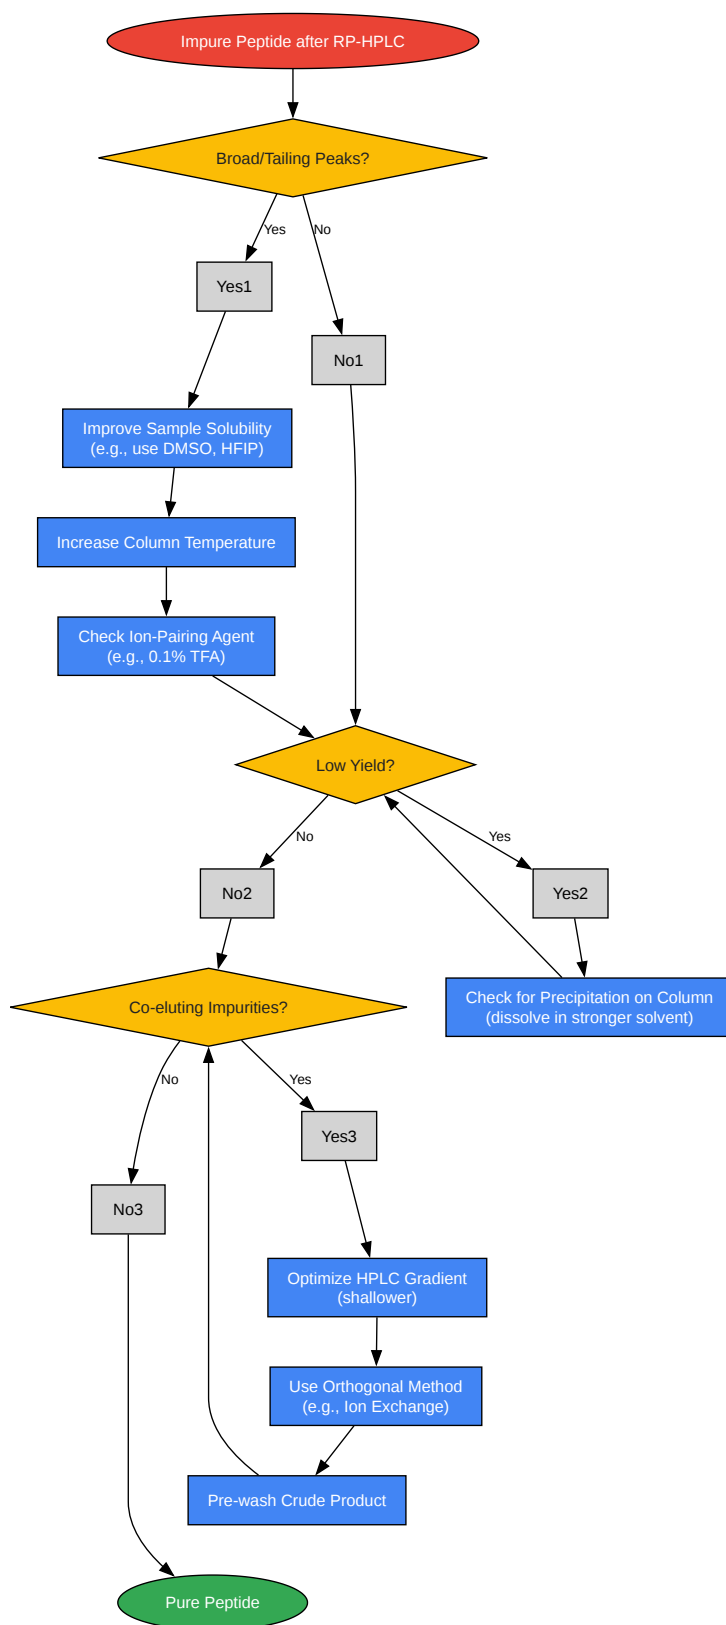 Impure Peptide after RP-HPLC
Broad/Tailing Peaks?
Yes
No
Yes1
No1
Improve Sample Solubility
(e.g., use DMSO, HFIP)
Increase Column Temperature
Check Ion-Pairing Agent
(e.g., 0.1% TFA)
Low Yield?
No
Yes
No2
Yes2
Check for Precipitation on Column
(dissolve in stronger solvent)
Co-eluting Impurities?
No
Yes
Yes3
No3
Optimize HPLC Gradient
(shallower)
Use Orthogonal Method
(e.g., Ion Exchange)
Pre-wash Crude Product
Pure Peptide